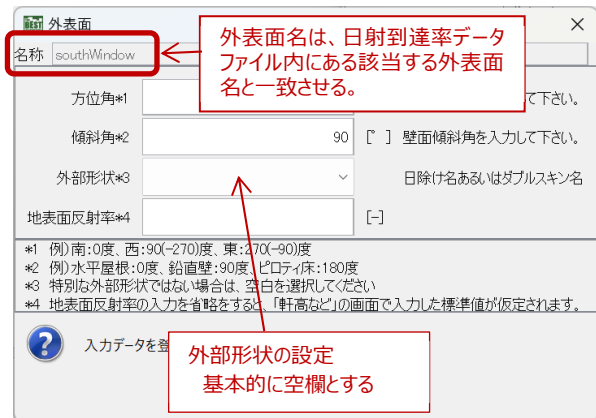 BEST 外表面
名称 southWindow
外表面名は、日射到達率データ
ファイル内にある該当する外表面
名と一致させる。
方位角*1 て下さい。
傾斜角*2 90 [° ] 壁面傾斜角を入力して下さい。
外部形状*3 日除け名あるいはダブルスキン名
地表面反射率*4 [-]
*1 例)南:0度、西:90(-270)度、東:270(-90)度
*2 例)水平屋根:0度、鉛直壁:90度、ピロティ床:180度
*3 特別な外部形状ではない場合は、空白を選択してくださ
*4 地表面反射率の入力を省略をすると、「軒高など」の画面で入力した標準値が仮定されます。
入力データを登
外部形状の設定
基本的に空欄とする